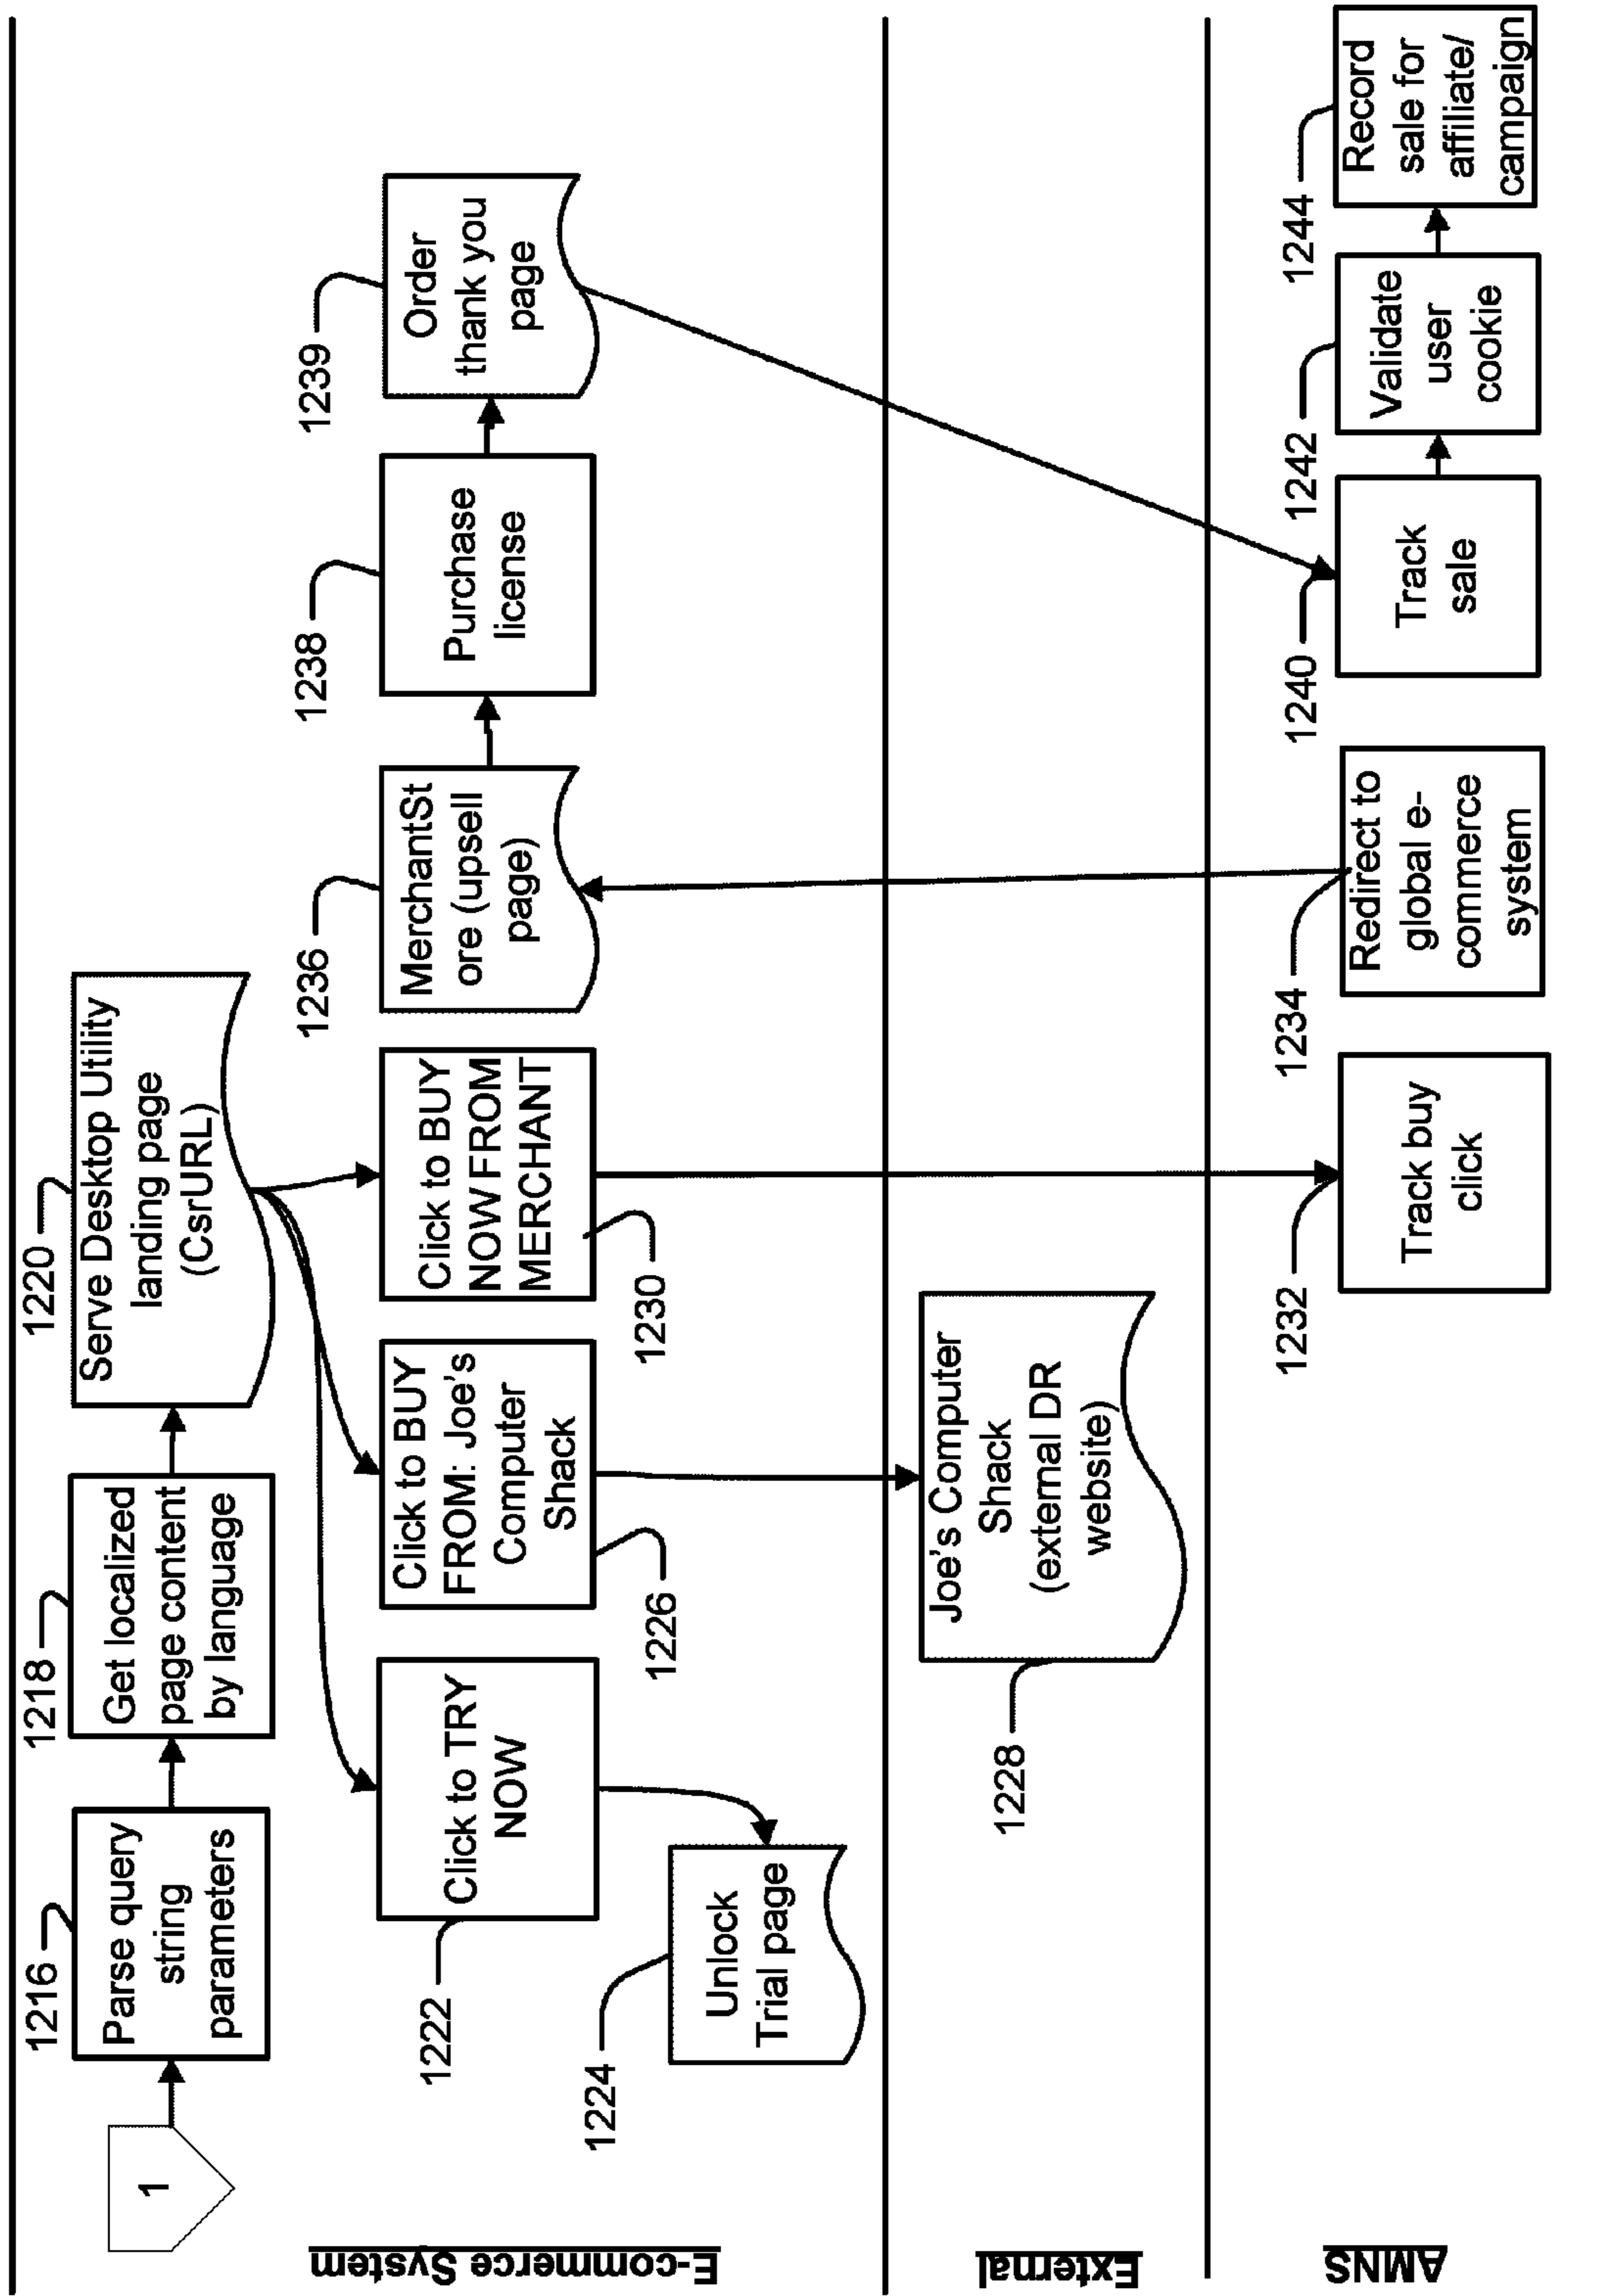 1
1216
Parse query
string
parameters
1218
Get localized
page content
by language
1220
Serve Desktop Utility
landing page
(CsrURL)
E-commerce System
1222
Click to TRY
NOW
1224
Unlock
Trial page
Click to BUY
FROM: Joe's
Computer
Shack
1226
Click to BUY
NOW FROM
MERCHANT
1230
1236
MerchantSt
ore (upsell
page)
1238
Purchase
license
1239
Order
thank you
page
External
1228
Joe's Computer
Shack
(external DR
website)
AMNS
1232
Track buy
click
1234
Redirect to
global e-
commerce
system
1240
Track
sale
1242
Validate
user
cookie
1244
Record
sale for
affiliate/
campaign